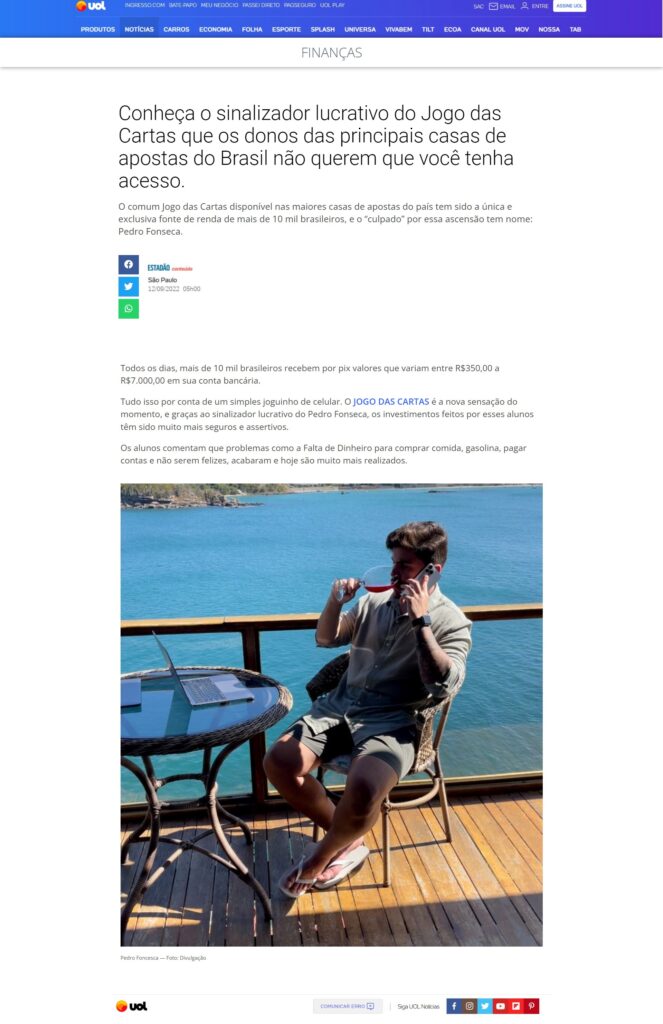 UOL
INGRESSO.COM BATE-PAPO MEU NEGÓCIO PASSEI DIRETO PAGSEGURO UOL PLAY
SAC EMAIL ENTRE ASSINE UOL
PRODUTOS NOTÍCIAS CARROS ECONOMIA FOLHA ESPORTE SPLASH UNIVERSA VIVABEM TILT ECOA CANAL UOL MOV NOSSA TAB
FINANÇAS
Conheça o sinalizador lucrativo do Jogo das
Cartas que os donos das principais casas de
apostas do Brasil não querem que você tenha
acesso.
O comum Jogo das Cartas disponível nas maiores casas de apostas do país tem sido a única e
exclusiva fonte de renda de mais de 10 mil brasileiros, e o “culpado” por essa ascensão tem nome:
Pedro Fonseca.
ESTADÃO conteúdo
São Paulo
12/09/2022 05h00
Todos os dias, mais de 10 mil brasileiros recebem por pix valores que variam entre R$350,00 a
R$7.000,00 em sua conta bancária.
Tudo isso por conta de um simples joguinho de celular. O JOGO DAS CARTAS é a nova sensação do
momento, e graças ao sinalizador lucrativo do Pedro Fonseca, os investimentos feitos por esses alunos
têm sido muito mais seguros e assertivos.
Os alunos comentam que problemas como a Falta de Dinheiro para comprar comida, gasolina, pagar
contas e não serem felizes, acabaram e hoje são muito mais realizados.
Pedro Foncesca — Foto: Divulgação
UOL
COMUNICAR ERRO
Siga UOL Notícias